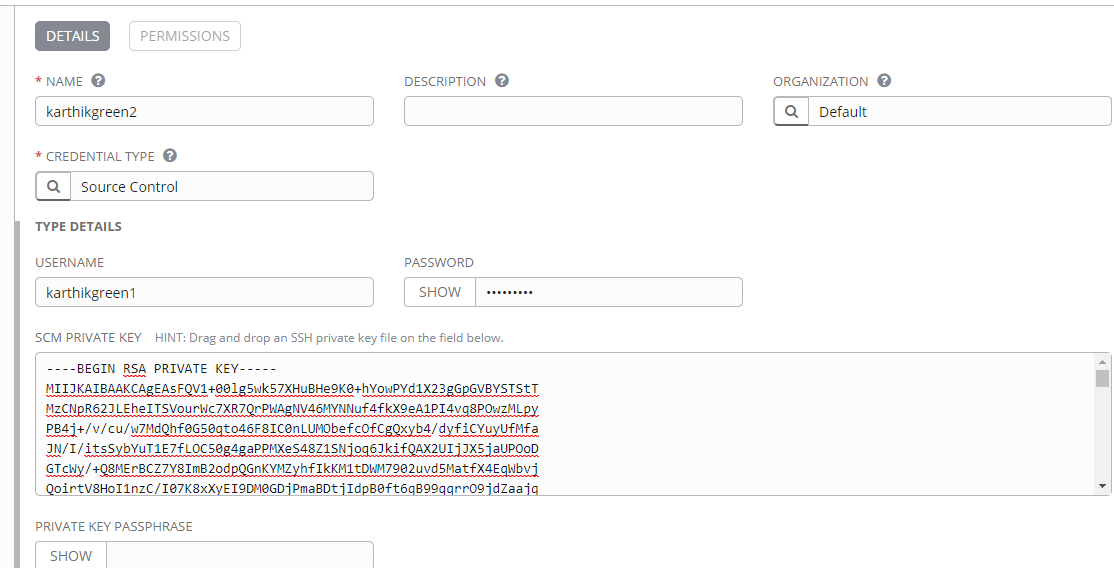 DETAILS PERMISSIONS
* NAME ? DESCRIPTION ? ORGANIZATION ?
karthikgreen2 Default
* CREDENTIAL TYPE ?
Source Control
TYPE DETAILS
USERNAME PASSWORD
karthikgreen1 SHOW •••••••••
SCM PRIVATE KEY HINT: Drag and drop an SSH private key file on the field below.
----BEGIN RSA PRIVATE KEY-----
MIIJKAIBAAKCAgEAsFQV1+00lg5wk57XHuBHe9K0+hYowPYd1X23gGpGVBYSTStT
MzCNpR62JLEheITSVourWc7XR7QrPWAgNV46MYNNuf4fkX9eA1PI4vq8POwzMLpy
PB4j+/v/cu/w7MdQhf0G50qto46F8IC0nLUMObefcOfCgQxyb4/dyfiCYuyUfMfa
JN/I/itsSybYuT1E7fLOC50g4gaPPMXeS48Z1SNjoq6JkifQAX2UIjJX5jaUPOoD
GTcWy/+Q8MErBCZ7Y8ImB2odpQGnKYMZyhfIkKM1tDWM7902uvd5MatfX4EqWbvj
QoirtV8HoI1nzC/I07K8xXyEI9DM0GDjPmaBDtjIdpB0ft6qB99qqrrO9jdZaajq
PRIVATE KEY PASSPHRASE
SHOW